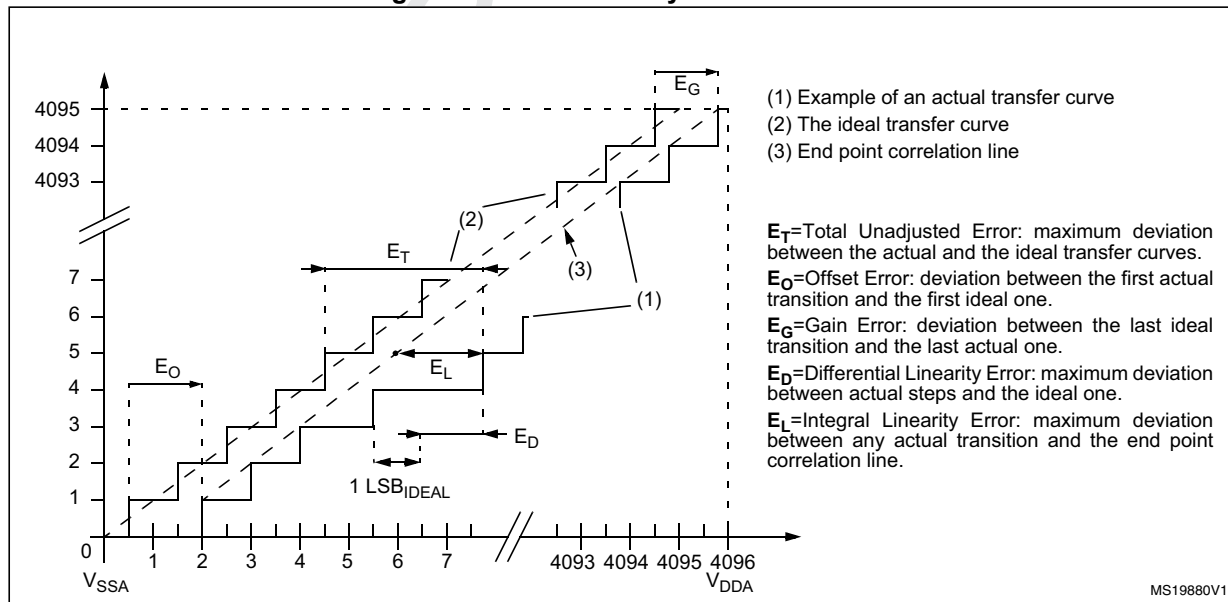 E_G
4095
4094
4093
(1) Example of an actual transfer curve
(2) The ideal transfer curve
(3) End point correlation line
(2)
(3)
(1)
E_T
7
6
5
4
3
2
1
0
E_O
E_L
E_D
1 LSB_IDEAL
E_T=Total Unadjusted Error: maximum deviation
between the actual and the ideal transfer curves.
E_O=Offset Error: deviation between the first actual
transition and the first ideal one.
E_G=Gain Error: deviation between the last ideal
transition and the last actual one.
E_D=Differential Linearity Error: maximum deviation
between actual steps and the ideal one.
E_L=Integral Linearity Error: maximum deviation
between any actual transition and the end point
correlation line.
1 2 3 4 5 6 7 4093 4094 4095 4096
V_SSA V_DDA
MS19880V1